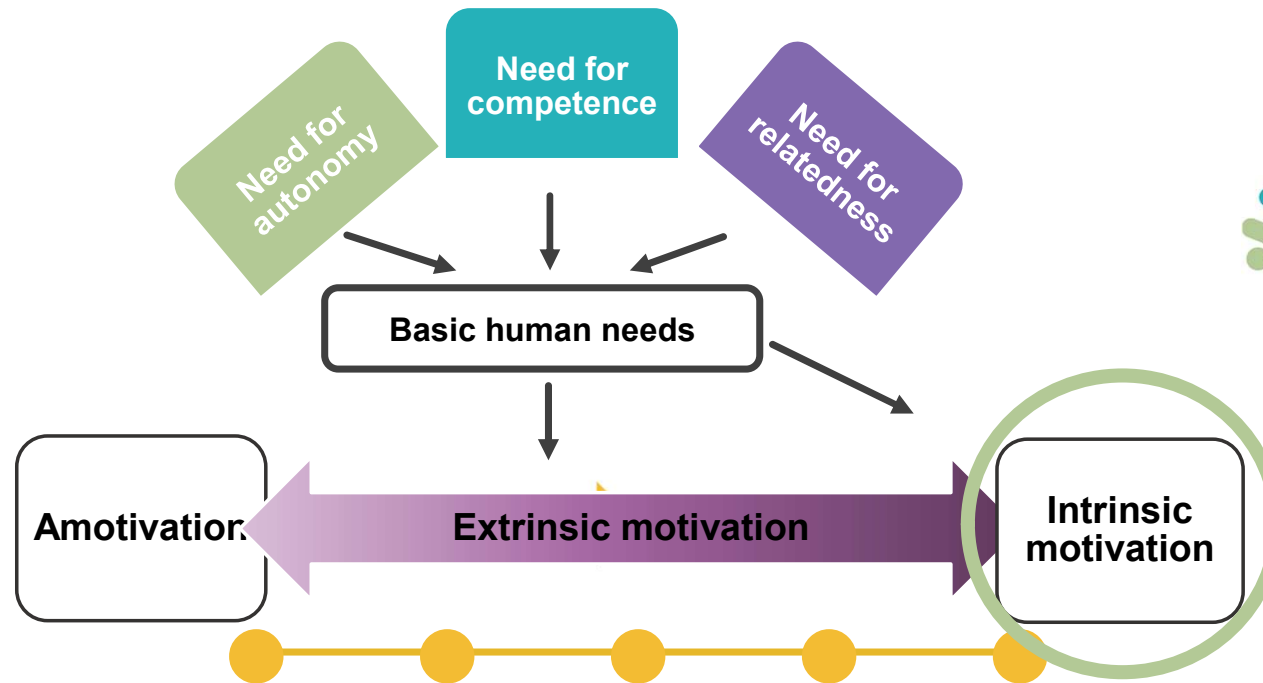 Need for
autonomy
Need for
competence
Need for
relatedness
Basic human needs
Amotivation
Extrinsic motivation
Intrinsic
motivation